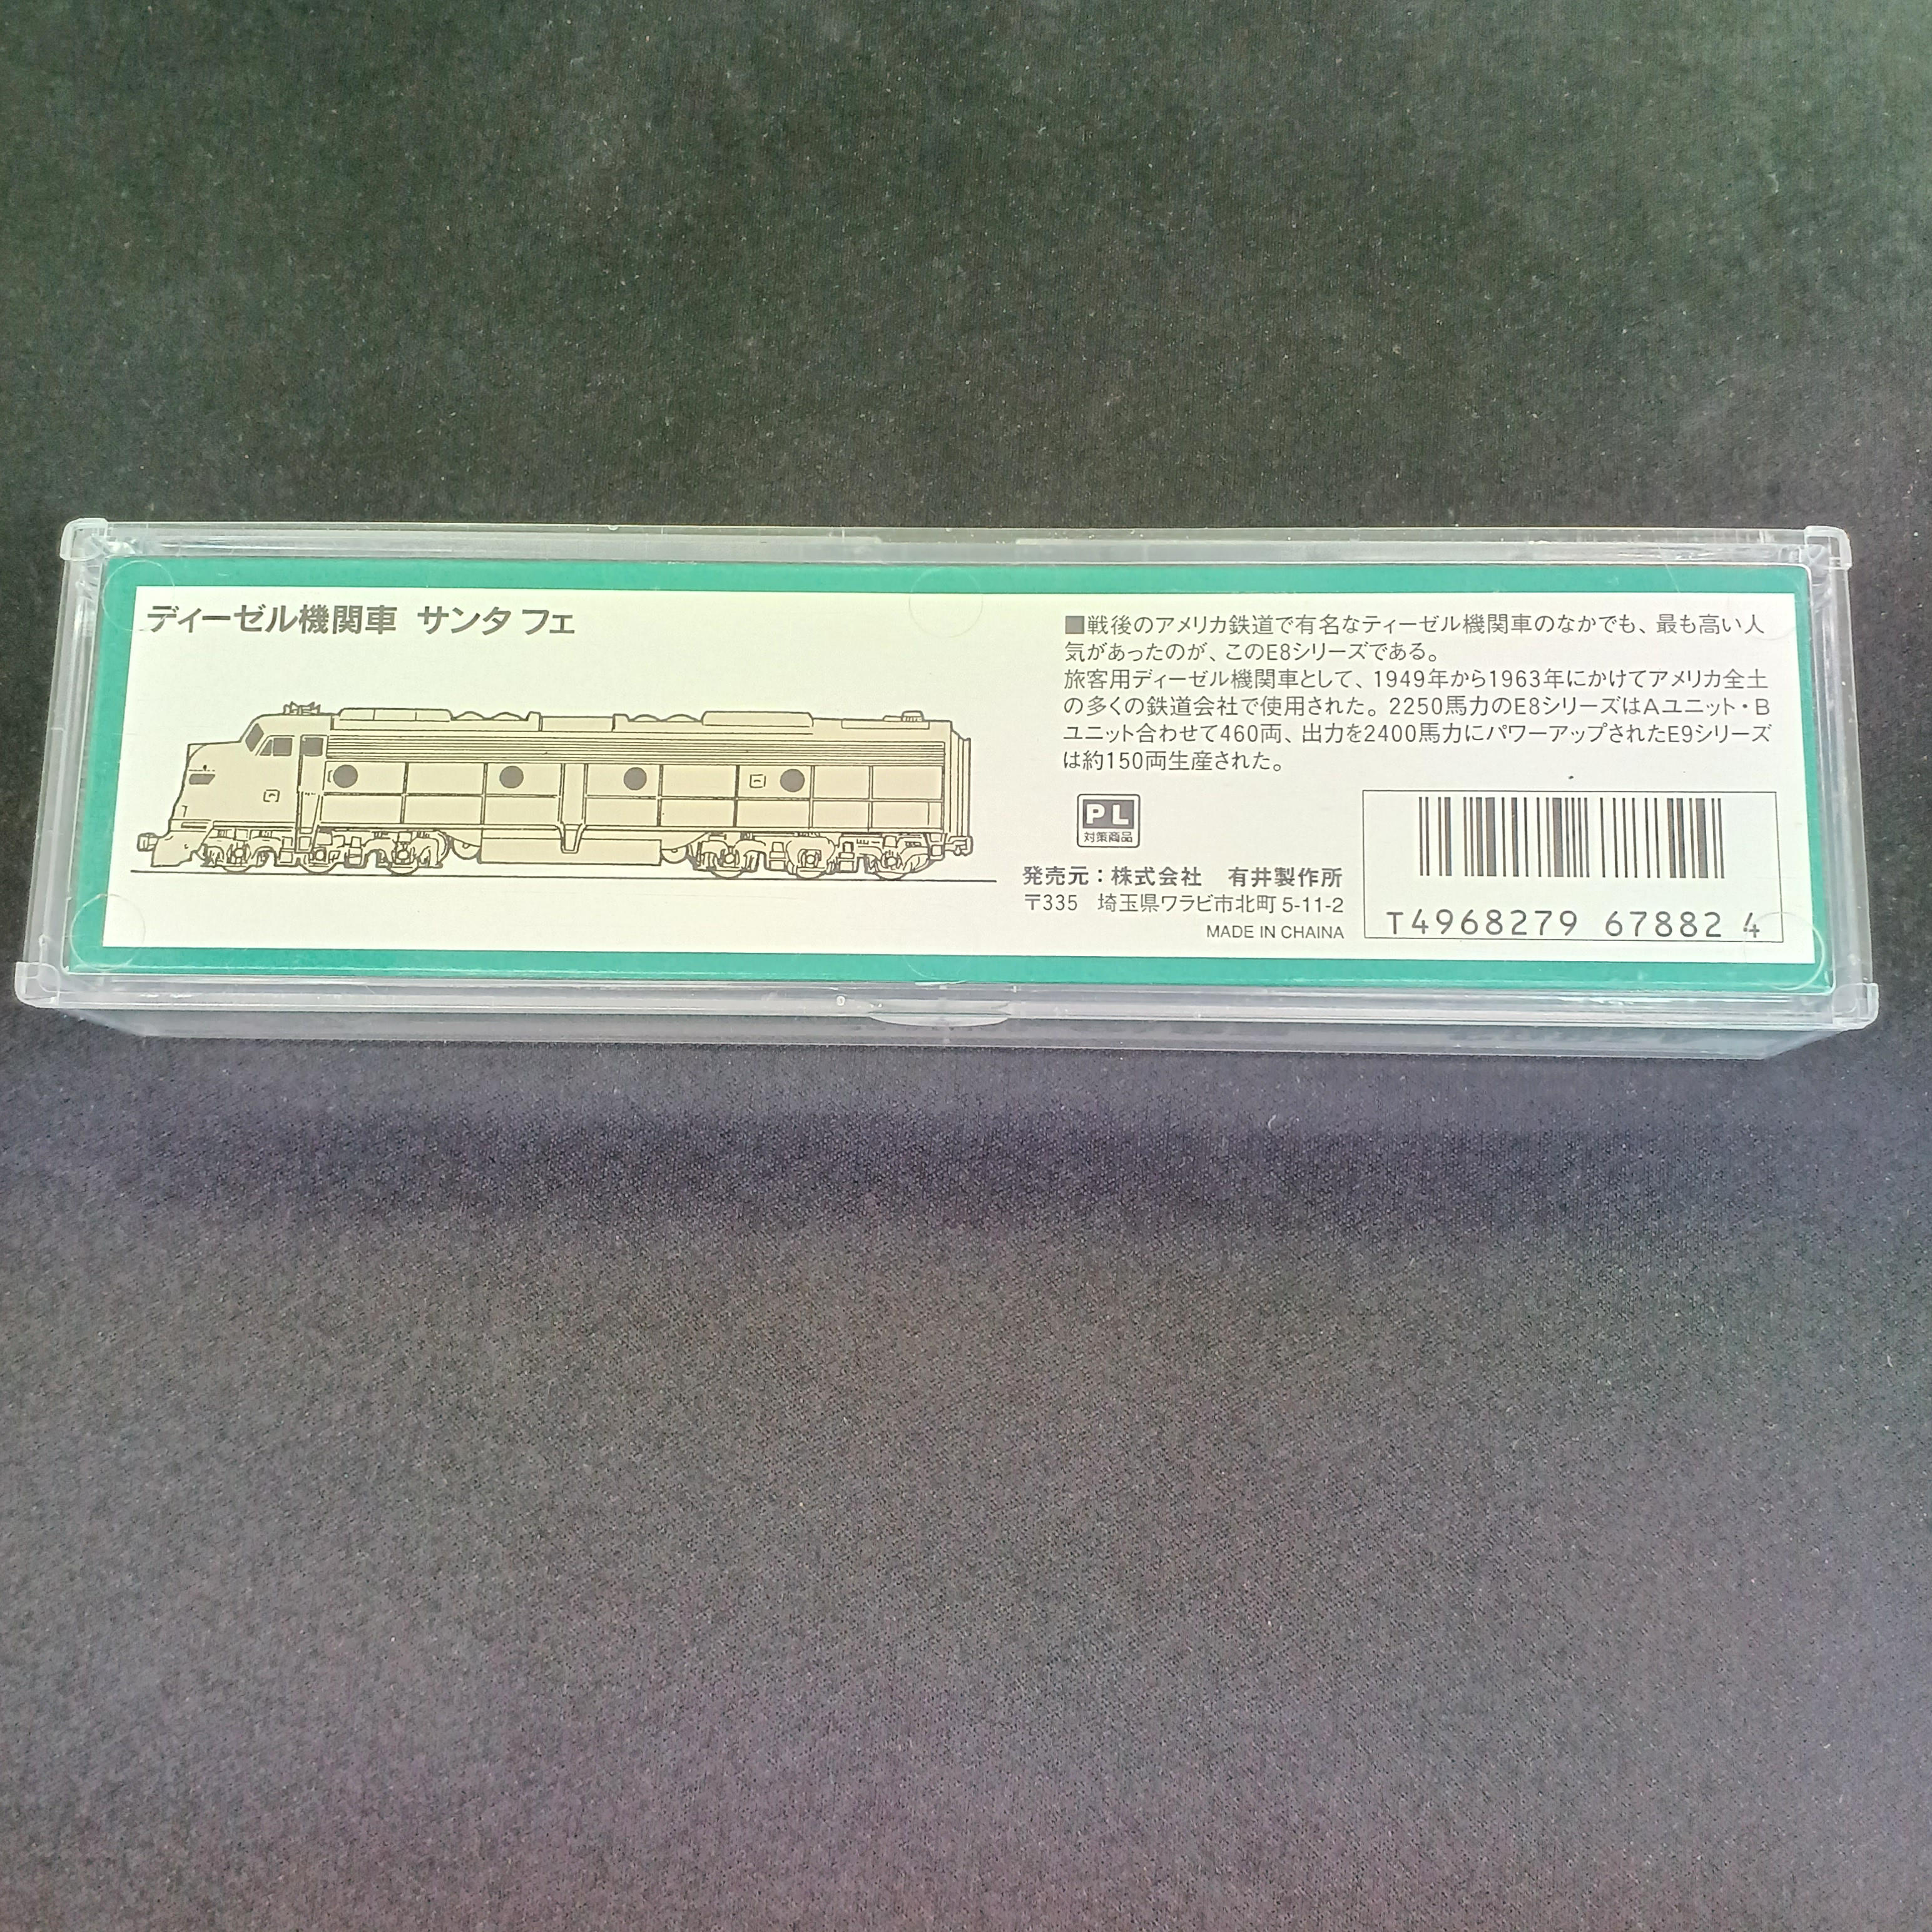 ディーゼル機関車 サンタ フェ
■戦後のアメリカ鉄道で有名なティーゼル機関車のなかでも、最も高い人
気があったのが、このE8シリーズである。
旅客用ディーゼル機関車として、1949年から1963年にかけてアメリカ全土
の多くの鉄道会社で使用された。2250馬力のE8シリーズはAユニット・B
ユニット合わせて460両、出力を2400馬力にパワーアップされたE9シリーズ
は約150両生産された。
PL
対策商品
発売元：株式会社 有井製作所
〒335 埼玉県ワラビ市北町 5-11-2
MADE IN CHAINA
T4968279 67882 4